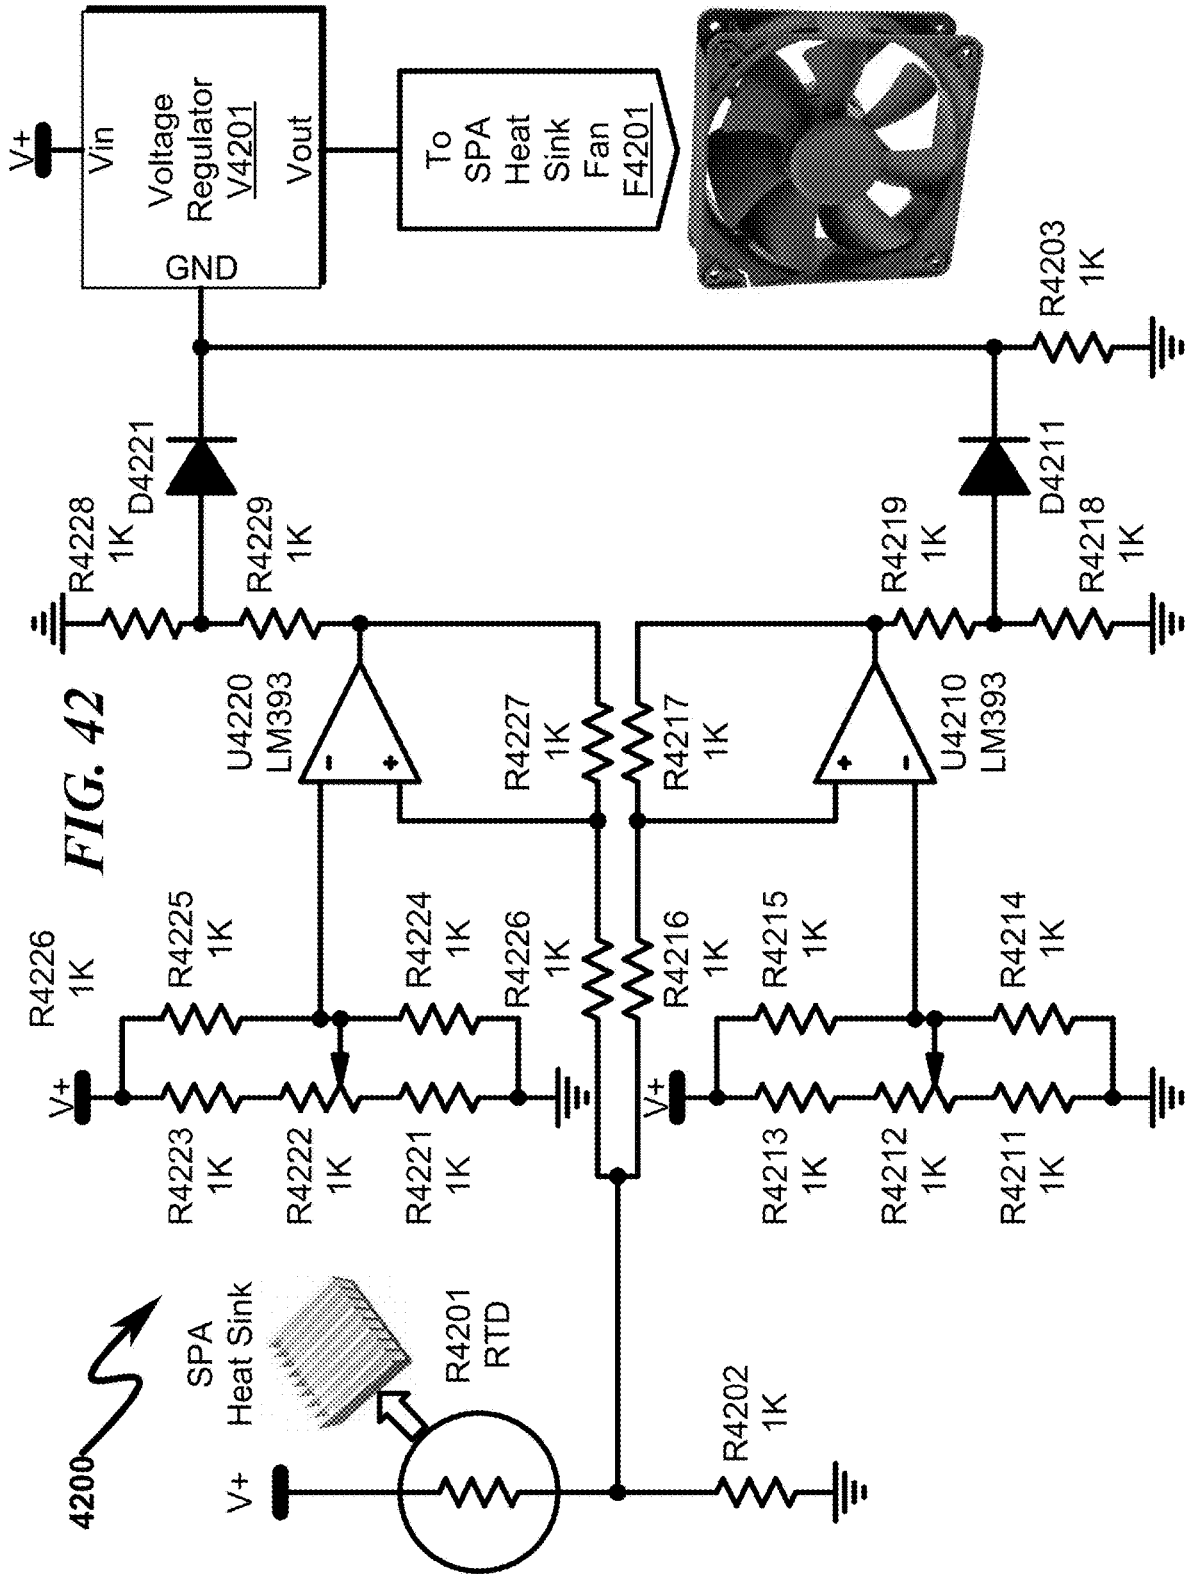 FIG. 42
4200
SPA
Heat Sink
V+
R4201
RTD
R4202
1K
R4226
1K
V+
R4223
1K
R4222
1K
R4221
1K
R4225
1K
R4224
1K
R4226
1K
R4227
1K
U4220
LM393
-
+
R4228
1K
D4221
R4229
1K
V+
R4213
1K
R4212
1K
R4211
1K
R4215
1K
R4214
1K
R4216
1K
R4217
1K
U4210
LM393
+
-
R4219
1K
D4211
R4218
1K
R4203
1K
V+
Vin
Voltage
Regulator
V4201
Vout
GND
To
SPA
Heat
Sink
Fan
F4201